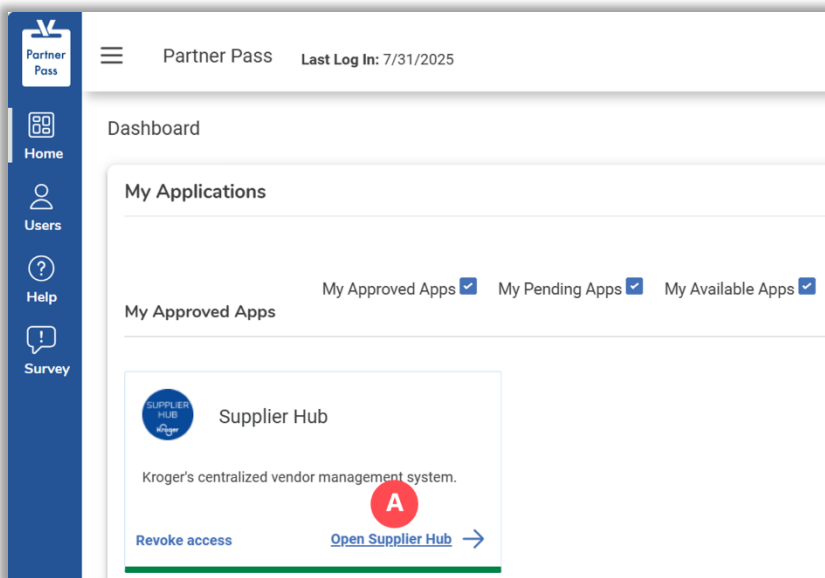 Partner
Pass
Partner Pass
Last Log In: 7/31/2025
Home
Users
Help
Survey
Dashboard
My Applications
My Approved Apps
My Pending Apps
My Available Apps
My Approved Apps
SUPPLIER
HUB
Kroger
Supplier Hub
Kroger's centralized vendor management system.
A
Revoke access
Open Supplier Hub